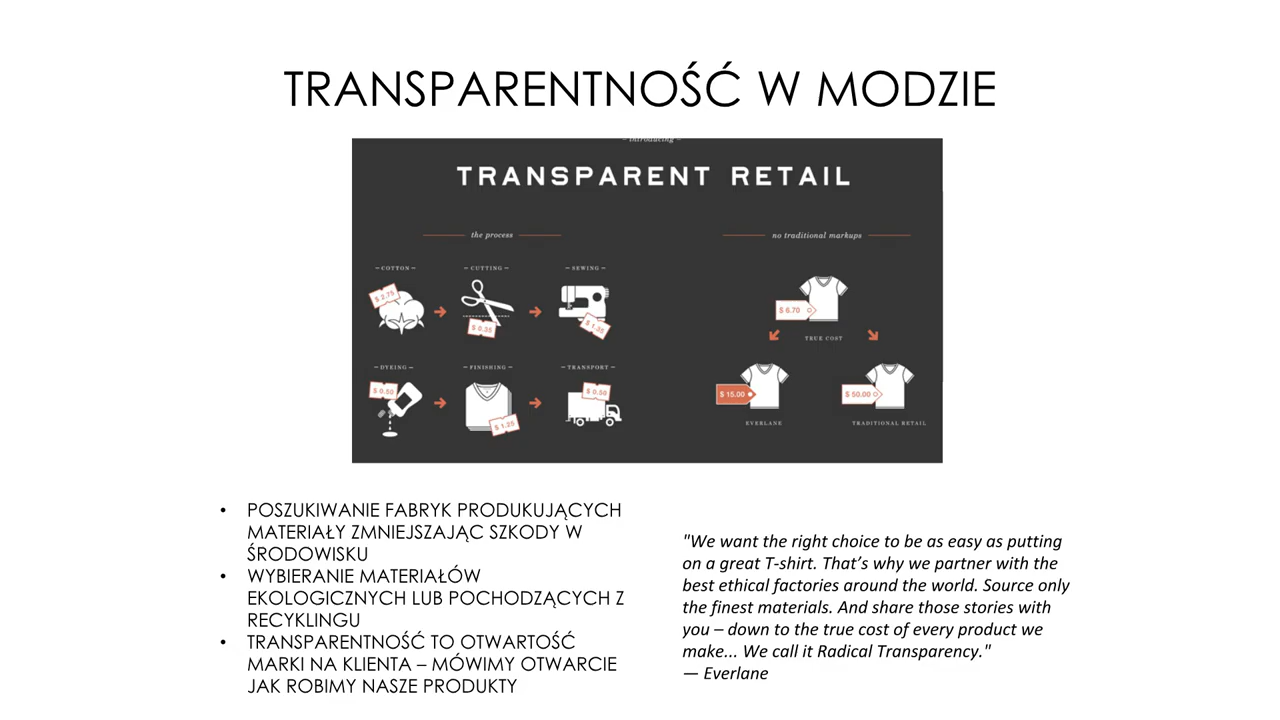 TRANSPARENTNOŚĆ W MODZIE
– introducing –
TRANSPARENT RETAIL
the process
no traditional markups
– COTTON –
– CUTTING –
– SEWING –
$ 2.75
$ 0.35
$ 1.35
$ 6.70
TRUE COST
– DYEING –
– FINISHING –
– TRANSPORT –
$ 0.50
$ 1.25
$ 0.50
$ 15.00
$ 50.00
EVERLANE
TRADITIONAL RETAIL
• POSZUKIWANIE FABRYK PRODUKUJĄCYCH
MATERIAŁY ZMNIEJSZAJĄC SZKODY W
ŚRODOWISKU
• WYBIERANIE MATERIAŁÓW
EKOLOGICZNYCH LUB POCHODZĄCYCH Z
RECYKLINGU
• TRANSPARENTNOŚĆ TO OTWARTOŚĆ
MARKI NA KLIENTA – MÓWIMY OTWARCIE
JAK ROBIMY NASZE PRODUKTY
"We want the right choice to be as easy as putting
on a great T-shirt. That’s why we partner with the
best ethical factories around the world. Source only
the finest materials. And share those stories with
you – down to the true cost of every product we
make... We call it Radical Transparency."
— Everlane